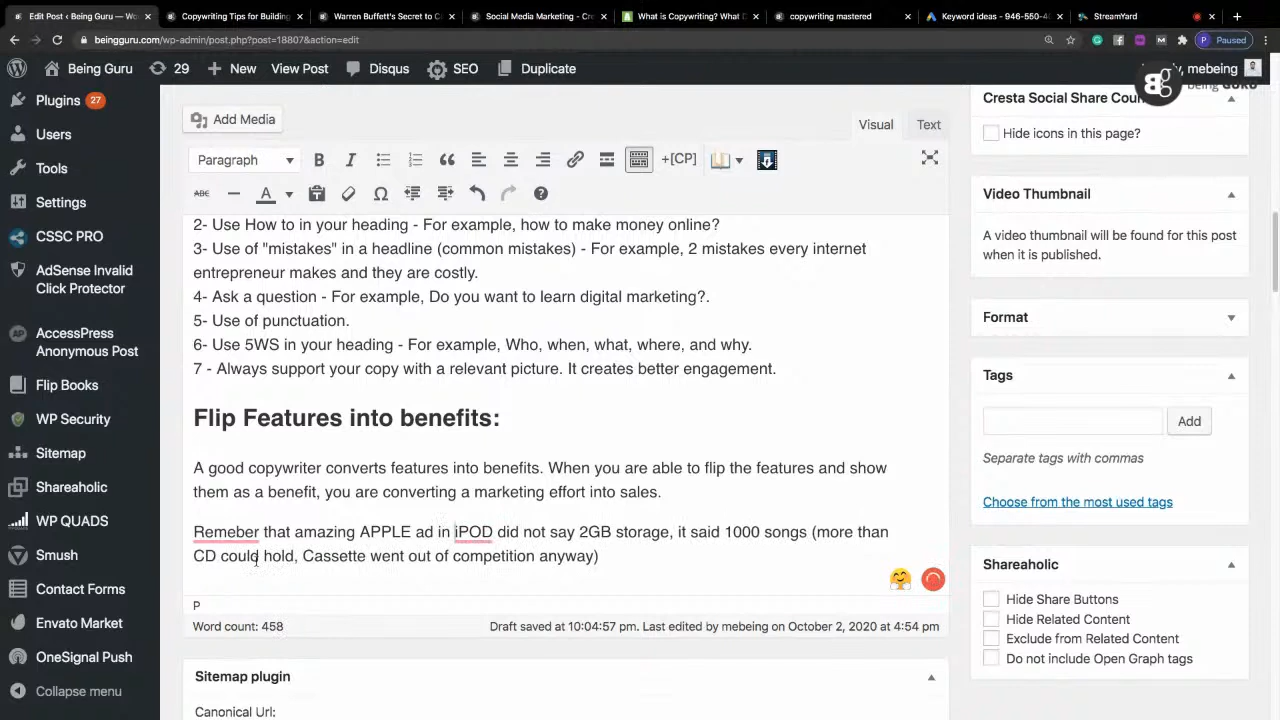 Edit Post ‹ Being Guru — Wo
Copywriting Tips for Building
Warren Buffett's Secret to C
Social Media Marketing - Cre
What is Copywriting? What D
copywriting mastered
Keyword ideas - 946-550-4
StreamYard
beingguru.com/wp-admin/post.php?post=18807&action=edit
Paused
Being Guru
29
New
View Post
Disqus
SEO
Duplicate
mebeing
being GURU
Plugins 27
Users
Tools
Settings
CSSC PRO
AdSense Invalid
Click Protector
AccessPress
Anonymous Post
Flip Books
WP Security
Sitemap
Shareaholic
WP QUADS
Smush
Contact Forms
Envato Market
OneSignal Push
Collapse menu
Add Media
Visual
Text
Paragraph
B
I
+[CP]
ABC
A
2- Use How to in your heading - For example, how to make money online?
3- Use of "mistakes" in a headline (common mistakes) - For example, 2 mistakes every internet
entrepreneur makes and they are costly.
4- Ask a question - For example, Do you want to learn digital marketing?.
5- Use of punctuation.
6- Use 5WS in your heading - For example, Who, when, what, where, and why.
7 - Always support your copy with a relevant picture. It creates better engagement.
Flip Features into benefits:
A good copywriter converts features into benefits. When you are able to flip the features and show
them as a benefit, you are converting a marketing effort into sales.
Remeber that amazing APPLE ad in iPOD did not say 2GB storage, it said 1000 songs (more than
CD could hold, Cassette went out of competition anyway)
P
Word count: 458
Draft saved at 10:04:57 pm. Last edited by mebeing on October 2, 2020 at 4:54 pm
Sitemap plugin
Canonical Url:
Cresta Social Share Coun
Hide icons in this page?
Video Thumbnail
A video thumbnail will be found for this post
when it is published.
Format
Tags
Add
Separate tags with commas
Choose from the most used tags
Shareaholic
Hide Share Buttons
Hide Related Content
Exclude from Related Content
Do not include Open Graph tags